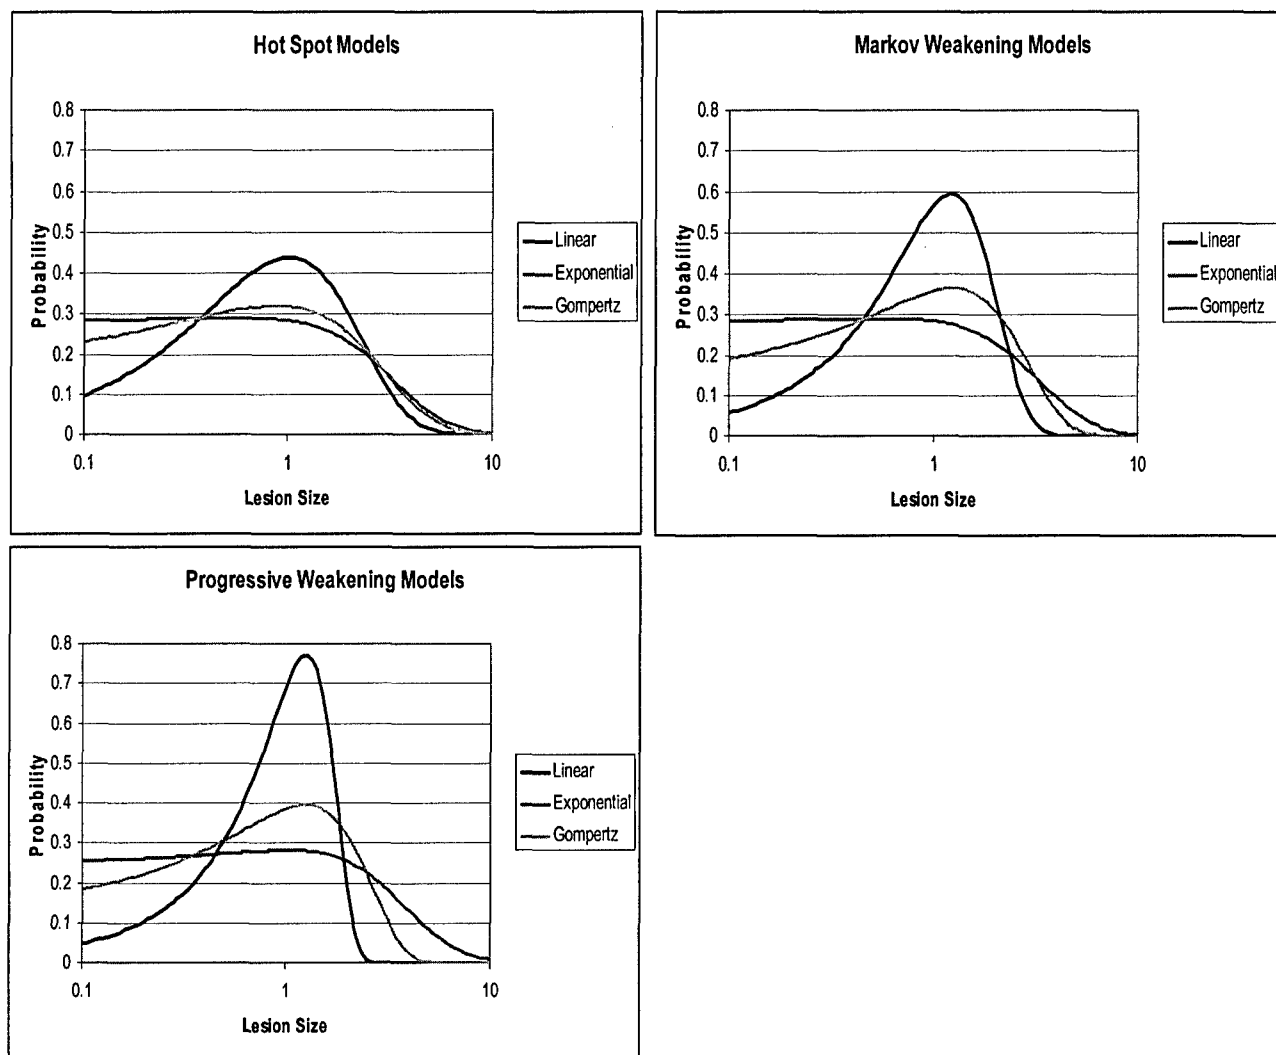 Hot Spot Models
0.8
0.7
0.6
0.5
0.4
0.3
0.2
0.1
0
Probability
0.1 1 10
Lesion Size
Linear
Exponential
Gompertz
Markov Weakening Models
0.8
0.7
0.6
0.5
0.4
0.3
0.2
0.1
0
Probability
0.1 1 10
Lesion Size
Linear
Exponential
Gompertz
Progressive Weakening Models
0.8
0.7
0.6
0.5
0.4
0.3
0.2
0.1
0
Probability
0.1 1 10
Lesion Size
Linear
Exponential
Gompertz